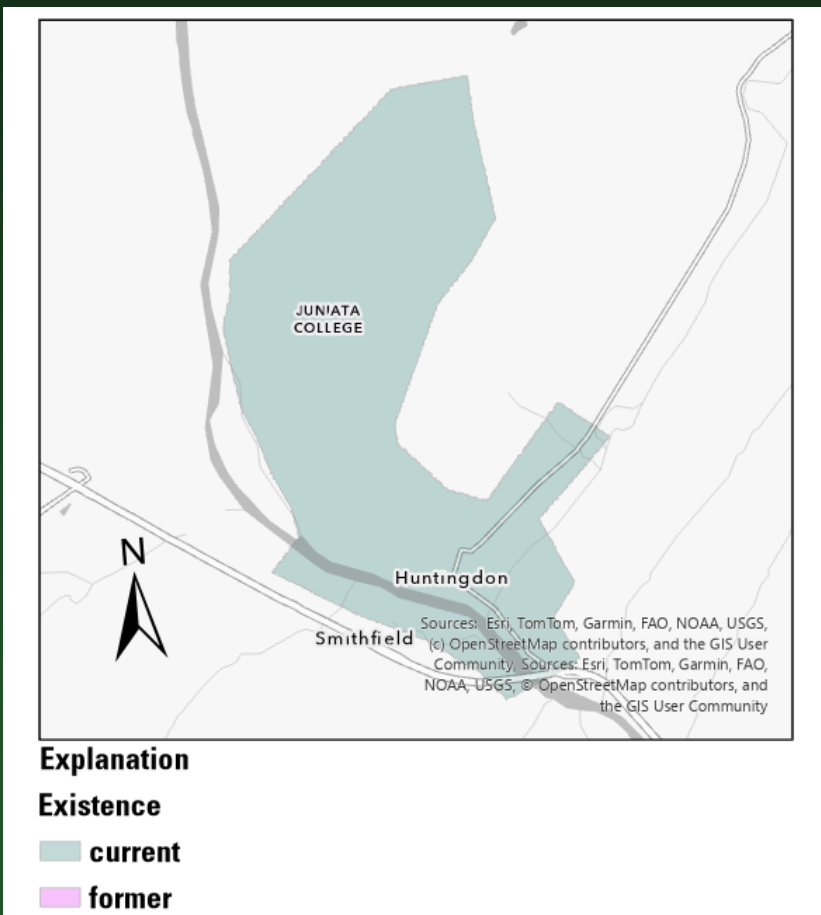 JUNIATA
COLLEGE
N
Huntingdon
Smithfield
Sources: Esri, TomTom, Garmin, FAO, NOAA, USGS,
(c) OpenStreetMap contributors, and the GIS User
Community, Sources: Esri, TomTom, Garmin, FAO,
NOAA, USGS, © OpenStreetMap contributors, and
the GIS User Community
Explanation
Existence
current
former